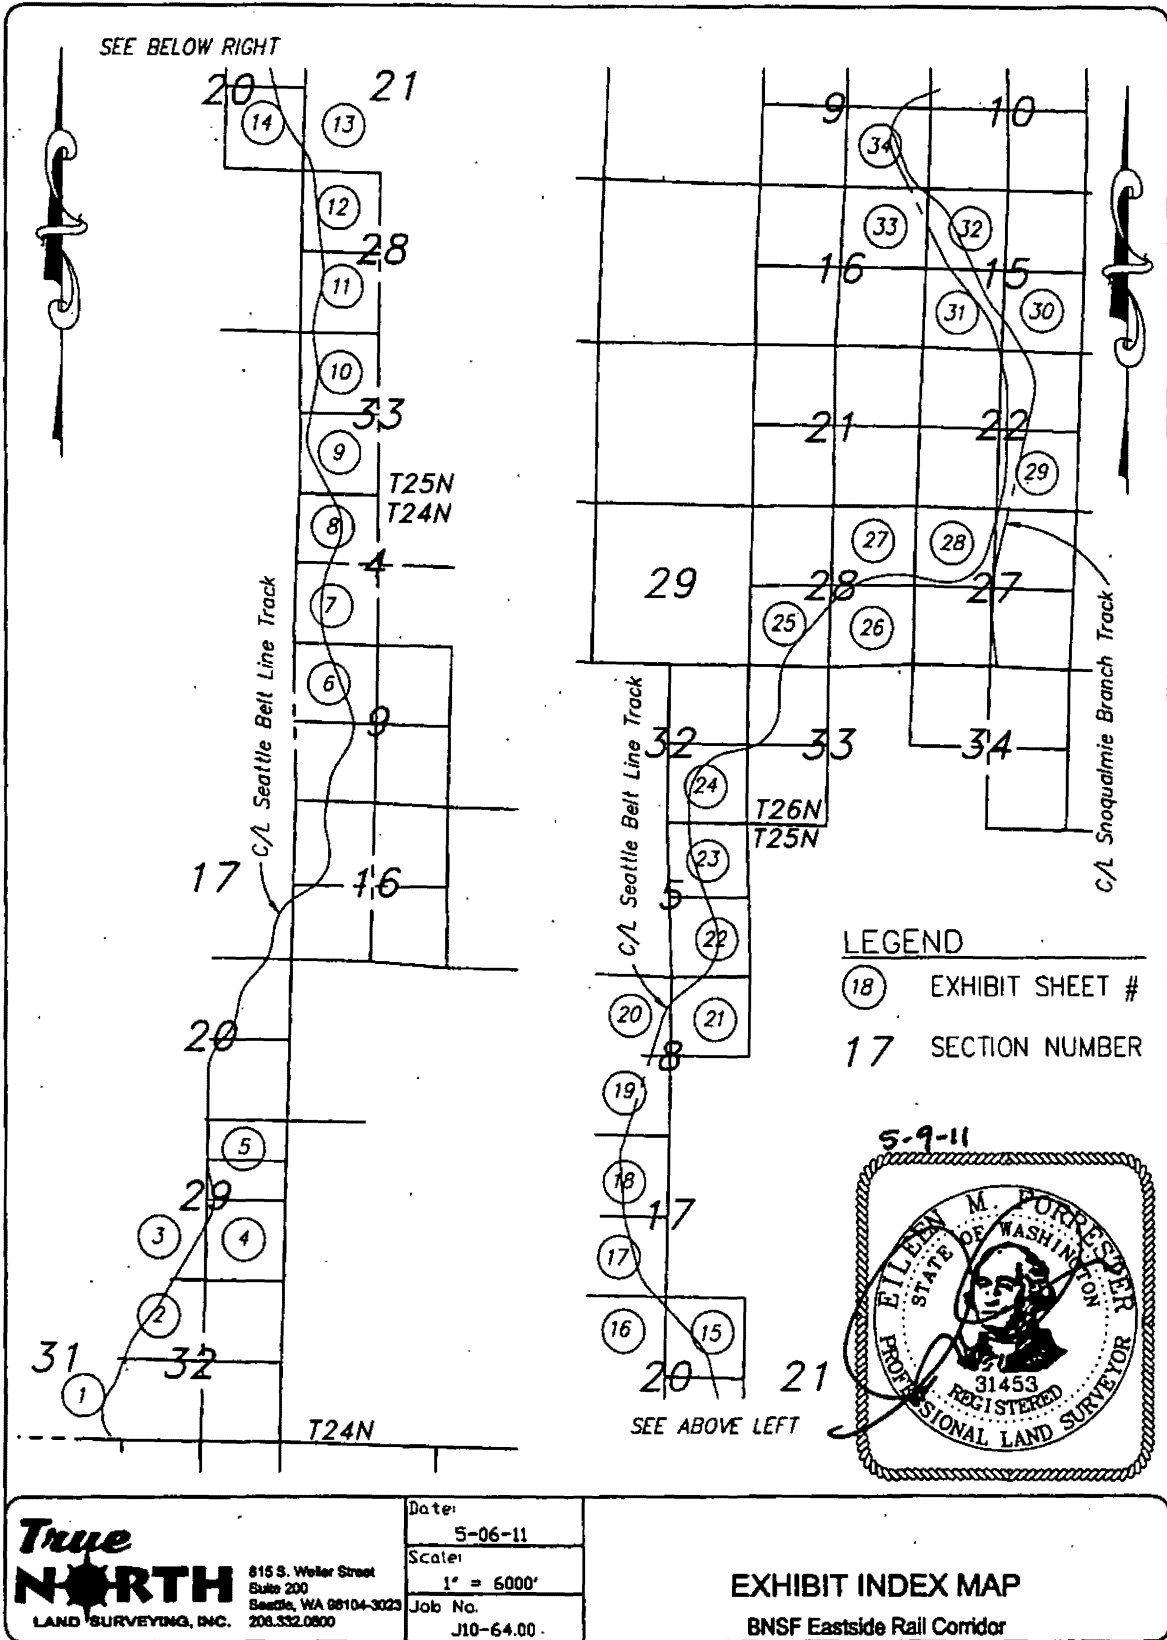 SEE BELOW RIGHT
20
21
14
13
12
28
11
10
33
9
T25N
T24N
8
4
7
6
9
C/L Seattle Belt Line Track
17
16
20
5
29
3
4
2
31
32
1
T24N
9
10
34
33
32
16
15
31
30
21
22
29
27
28
29
28
27
25
26
C/L Snoqualmie Branch Track
C/L Seattle Belt Line Track
32
33
34
24
T26N
T25N
23
5
22
20
21
8
19
18
17
17
16
15
20
21
SEE ABOVE LEFT
LEGEND
18 EXHIBIT SHEET #
17 SECTION NUMBER
5-9-11
EILEEN M. FORRESTER
STATE OF WASHINGTON
31453
REGISTERED
PROFESSIONAL LAND SURVEYOR
True
NORTH
LAND SURVEYING, INC.
815 S. Weller Street
Suite 200
Seattle, WA 98104-3023
206.332.0800
Date:
5-06-11
Scale:
1" = 6000'
Job No.
J10-64.00
EXHIBIT INDEX MAP
BNSF Eastside Rail Corridor